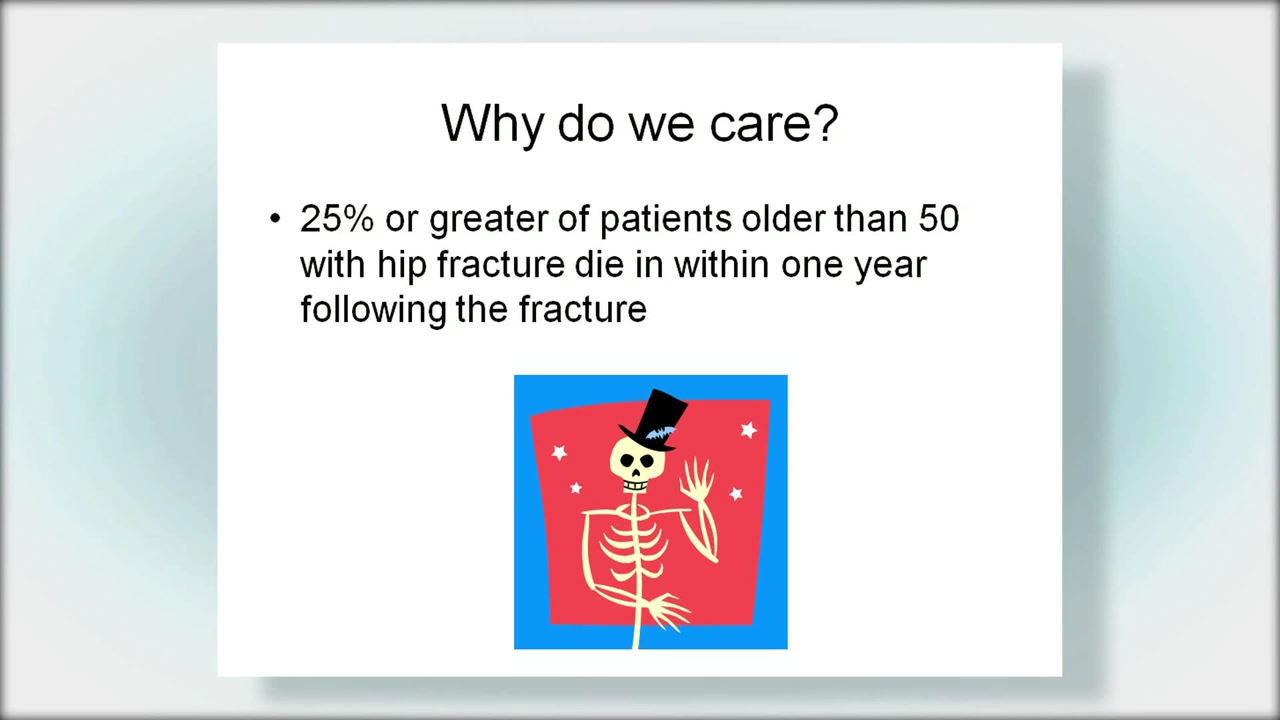 Why do we care?
• 25% or greater of patients older than 50
with hip fracture die in within one year
following the fracture